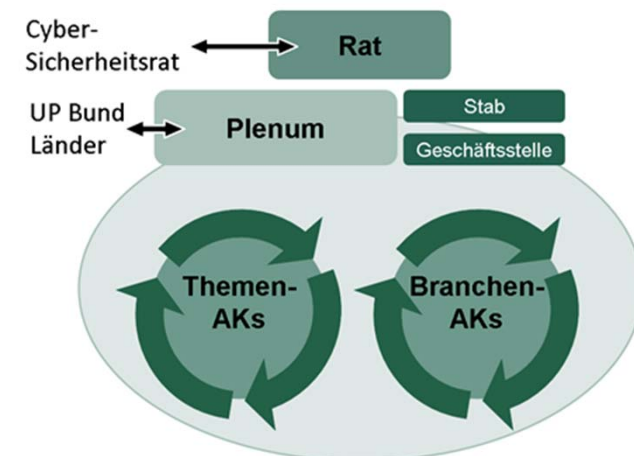 Cyber-
Sicherheitsrat
Rat
UP Bund
Länder
Plenum
Stab
Geschäftsstelle
Themen-
AKs
Branchen-
AKs